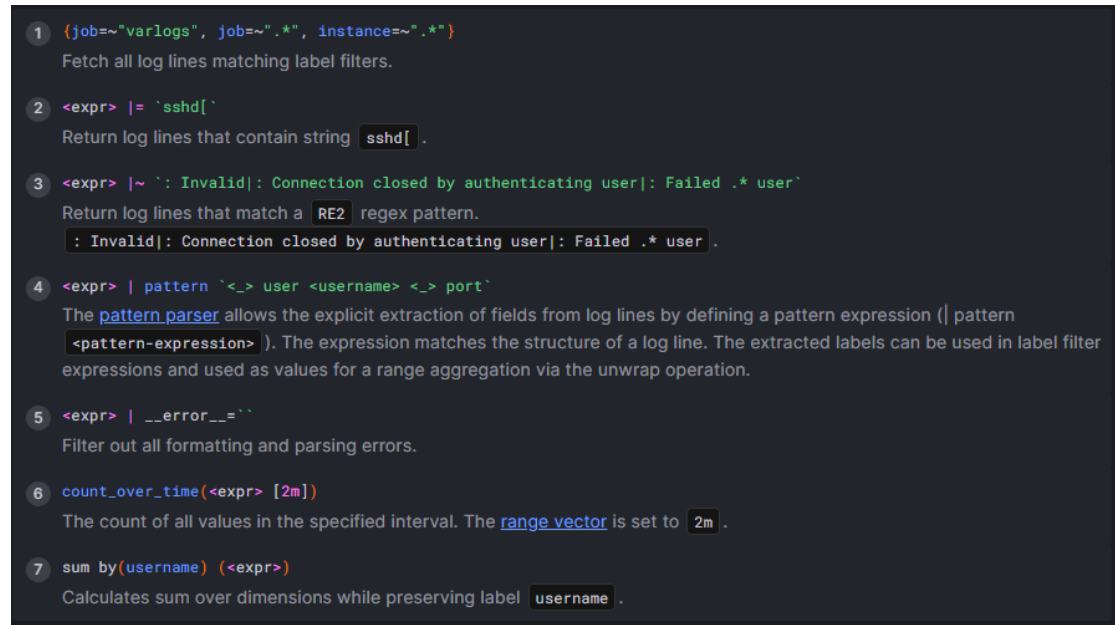 1 {job=~"varlogs", job=~".*", instance=~".*"}
Fetch all log lines matching label filters.
2 <expr> |= `sshd[`
Return log lines that contain string sshd[ .
3 <expr> |~ `: Invalid|: Connection closed by authenticating user|: Failed .* user`
Return log lines that match a RE2 regex pattern.
: Invalid|: Connection closed by authenticating user|: Failed .* user .
4 <expr> | pattern `<_> user <username> <_> port`
The pattern parser allows the explicit extraction of fields from log lines by defining a pattern expression (| pattern
<pattern-expression> ). The expression matches the structure of a log line. The extracted labels can be used in label filter
expressions and used as values for a range aggregation via the unwrap operation.
5 <expr> | __error__=``
Filter out all formatting and parsing errors.
6 count_over_time(<expr> [2m])
The count of all values in the specified interval. The range vector is set to 2m .
7 sum by(username) (<expr>)
Calculates sum over dimensions while preserving label username .